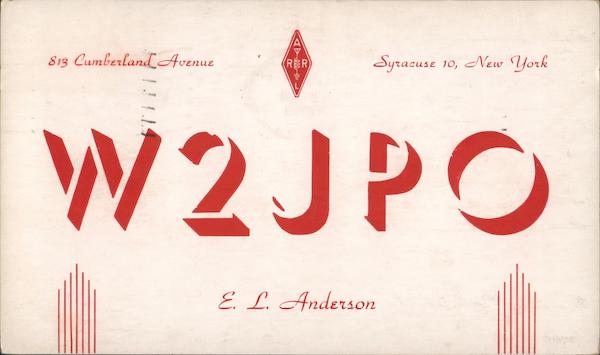 813 Cumberland Avenue
A
R R
L
Syracuse 10, New York
W2JPO
E. L. Anderson